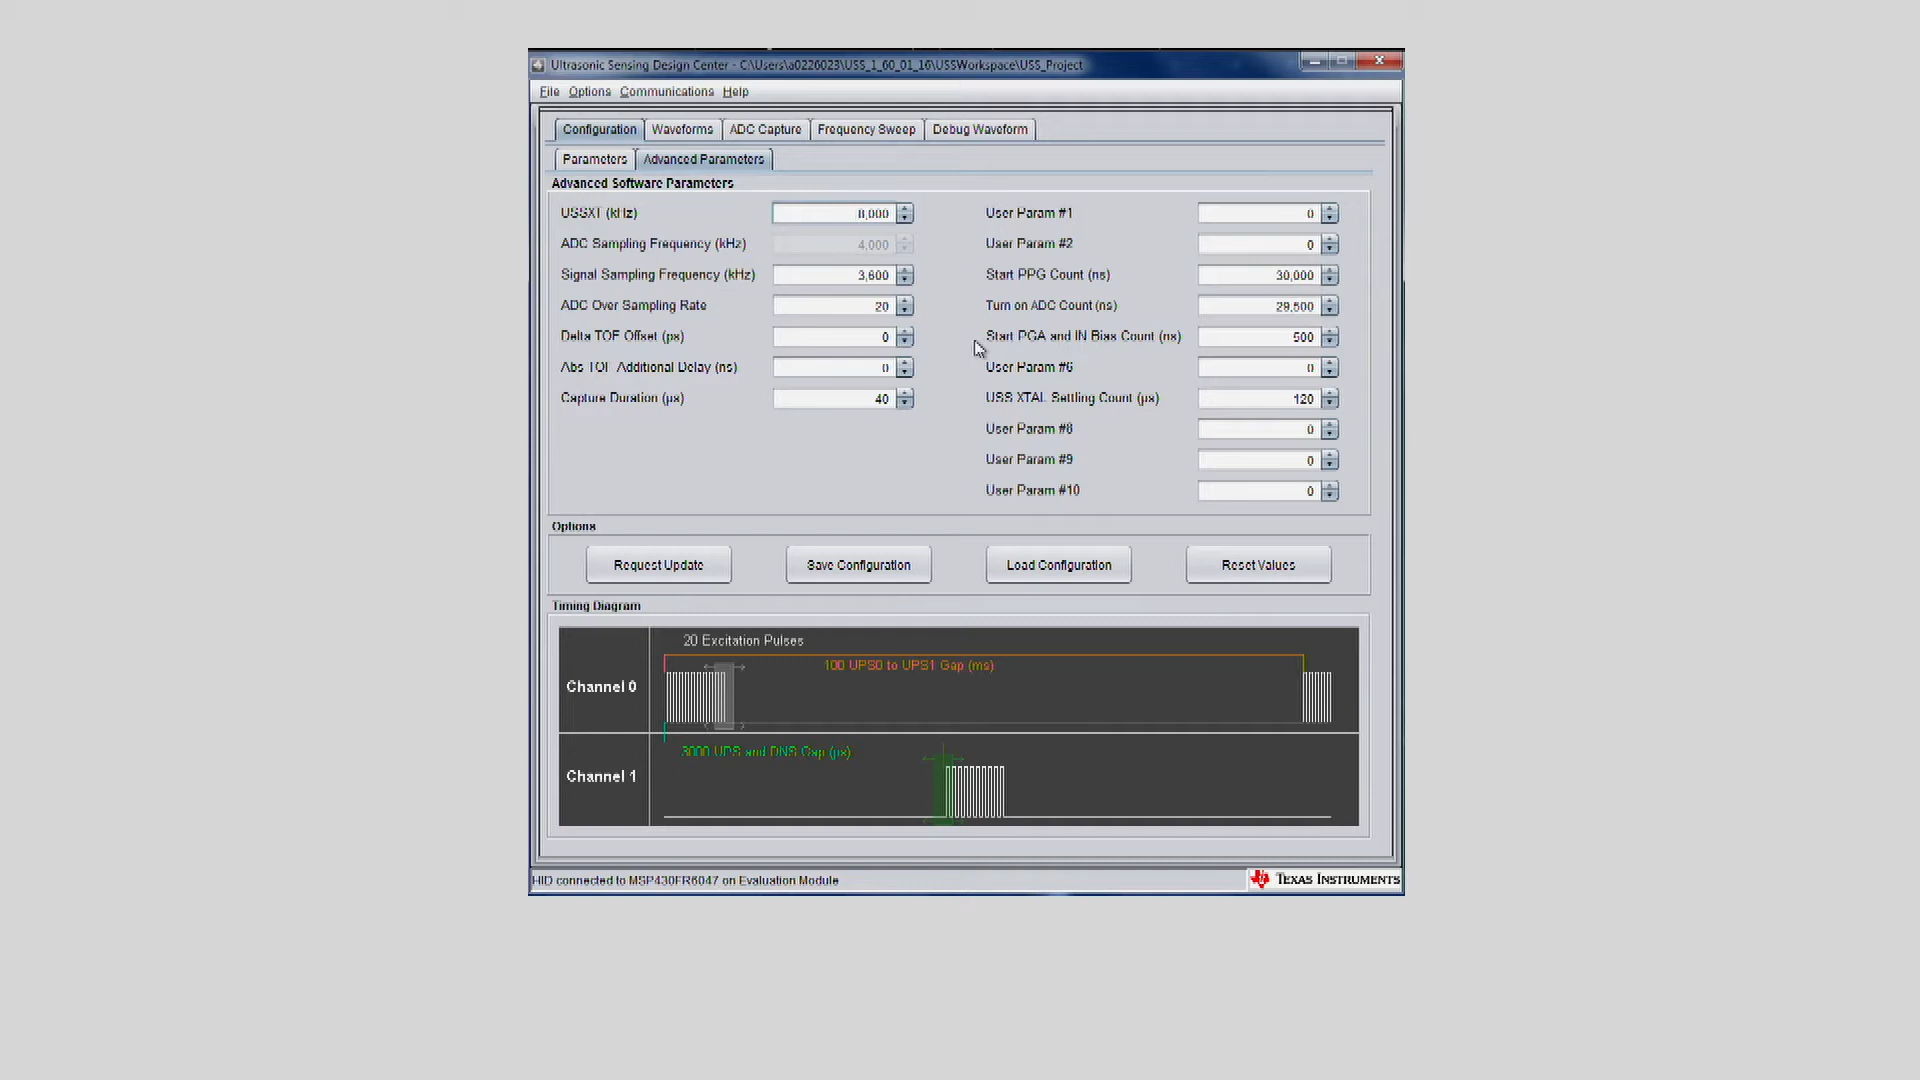 Ultrasonic Sensing Design Center - C:\Users\a0226023\USS_1_60_01_16\USSWorkspace\USS_Project
File Options Communications Help
Configuration Waveforms ADC Capture Frequency Sweep Debug Waveform
Parameters Advanced Parameters
Advanced Software Parameters
USSXT (kHz) 8,000 User Param #1 0
ADC Sampling Frequency (kHz) 4,000 User Param #2 0
Signal Sampling Frequency (kHz) 3,600 Start PPG Count (ns) 30,000
ADC Over Sampling Rate 20 Turn on ADC Count (ns) 29,500
Delta TOF Offset (ps) 0 Start PGA and IN Bias Count (ns) 500
Abs TOF Additional Delay (ns) 0 User Param #6 0
Capture Duration (µs) 40 USS XTAL Settling Count (µs) 120
User Param #8 0
User Param #9 0
User Param #10 0
Options
Request Update Save Configuration Load Configuration Reset Values
Timing Diagram
20 Excitation Pulses
100 UPS0 to UPS1 Gap (ms)
Channel 0
3000 UPS and DNS Gap (µs)
Channel 1
HID connected to MSP430FR6047 on Evaluation Module TEXAS INSTRUMENTS